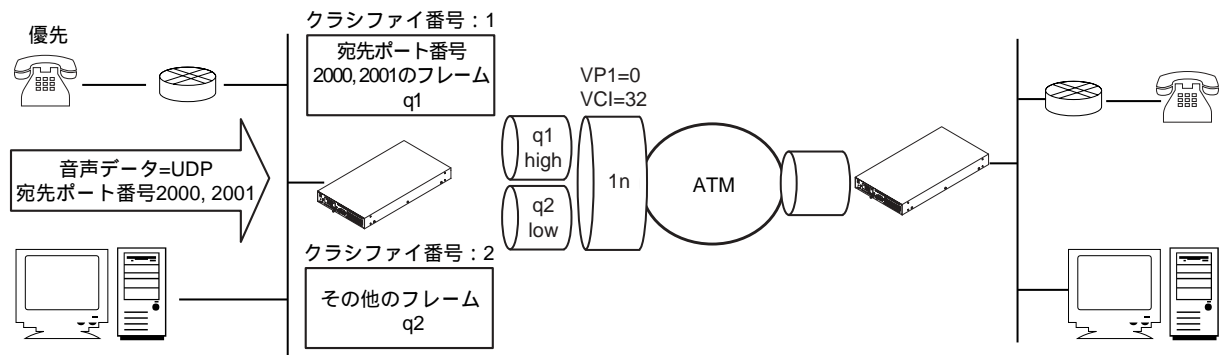 優先
クラシファイ番号：1
宛先ポート番号
2000, 2001のフレーム
q1
VP1=0
VCI=32
音声データ=UDP
宛先ポート番号2000, 2001
q1
high
q2
low
1n
ATM
クラシファイ番号：2
その他のフレーム
q2